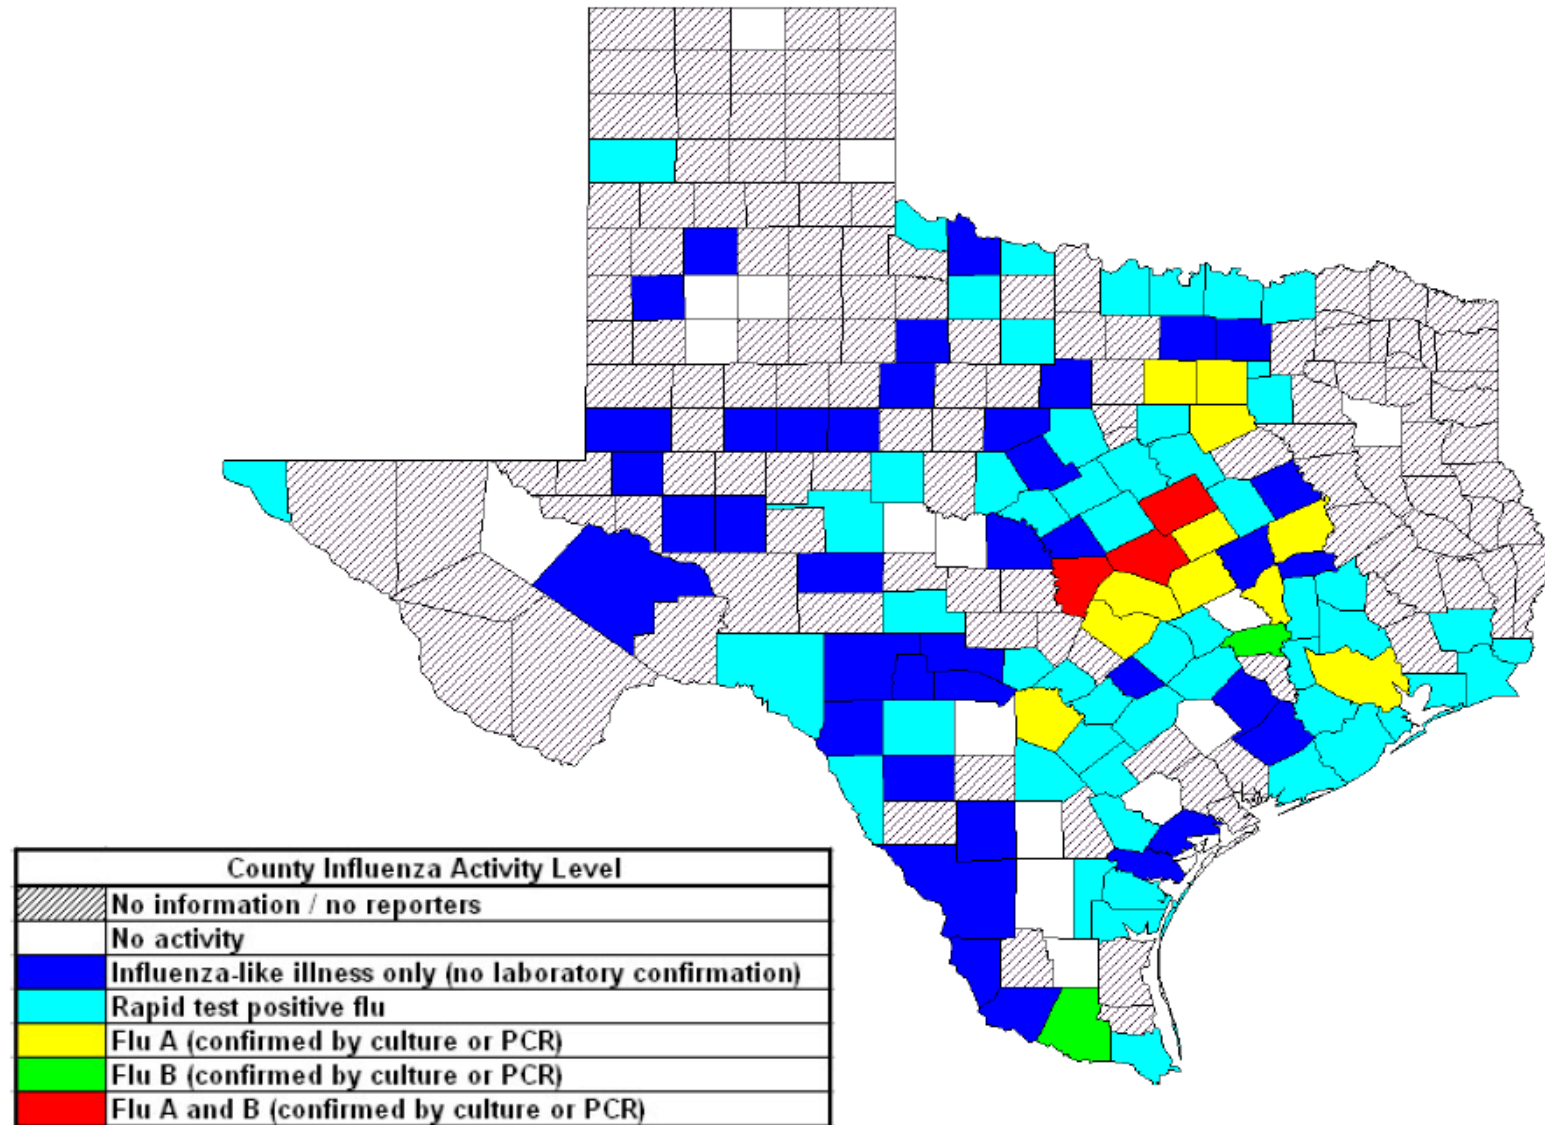 County Influenza Activity Level
No information / no reporters
No activity
Influenza-like illness only (no laboratory confirmation)
Rapid test positive flu
Flu A (confirmed by culture or PCR)
Flu B (confirmed by culture or PCR)
Flu A and B (confirmed by culture or PCR)